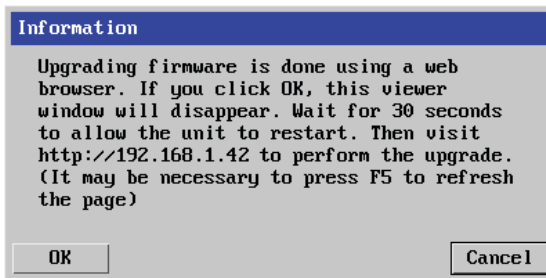 Information
Upgrading firmware is done using a web
browser. If you click OK, this viewer
window will disappear. Wait for 30 seconds
to allow the unit to restart. Then visit
http://192.168.1.42 to perform the upgrade.
(It may be necessary to press F5 to refresh
the page)
OK
Cancel